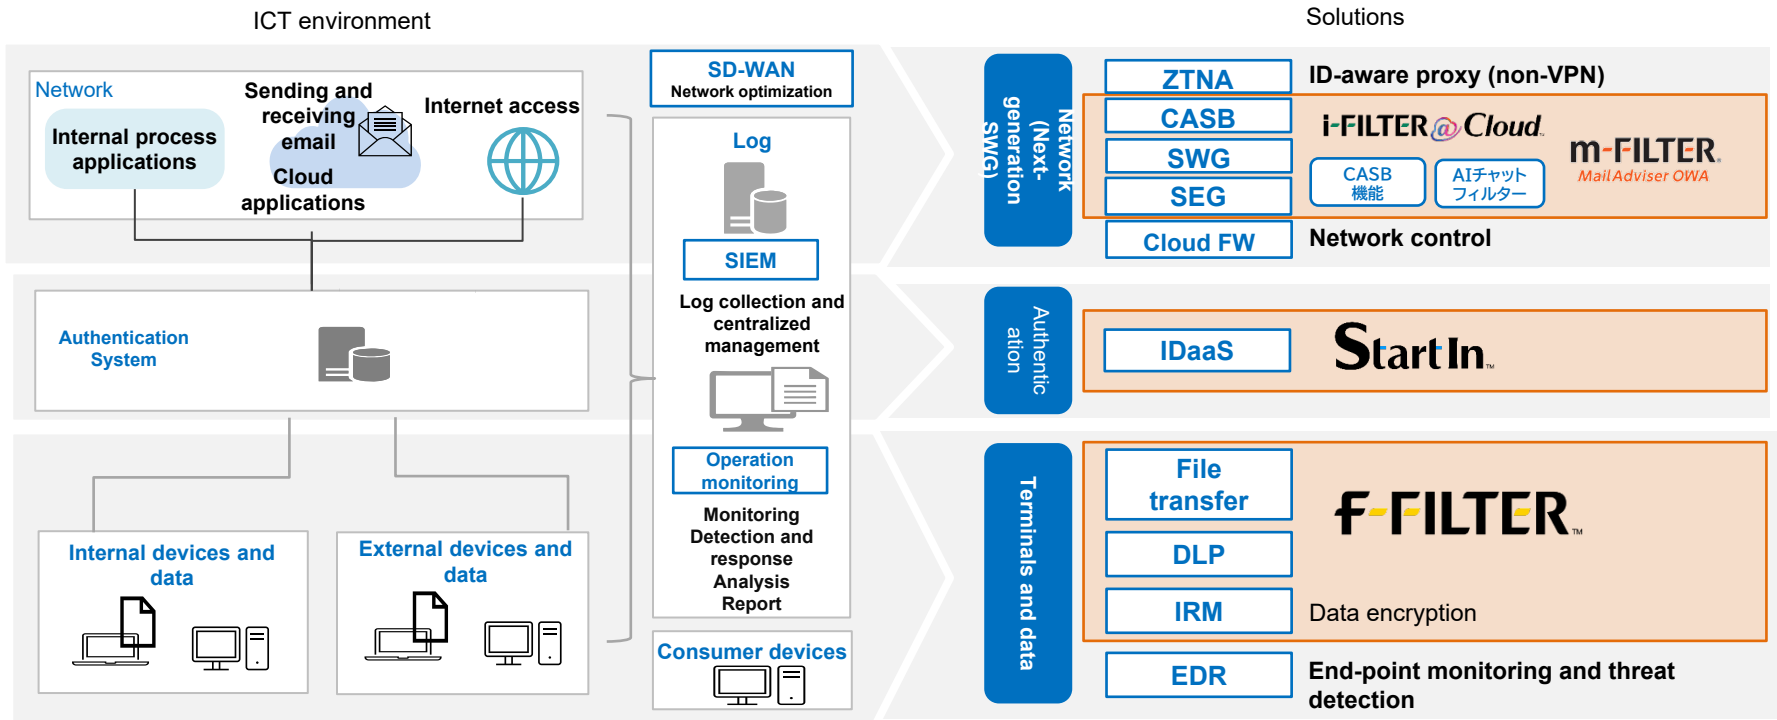 ICT environment
Solutions
Network
Internal process
applications
Sending and
receiving
email
Cloud
applications
Internet access
SD-WAN
Network optimization
Log
SIEM
Log collection and
centralized
management
Operation
monitoring
Monitoring
Detection and
response
Analysis
Report
Consumer devices
Authentication
System
Internal devices and
data
External devices and
data
Network
(Next-
generation
SWG)
ZTNA
ID-aware proxy (non-VPN)
CASB
SWG
SEG
i-FILTER@Cloud™
CASB
機能
AIチャット
フィルター
m-FILTER®
MailAdviser OWA
Cloud FW
Network control
Authentic
ation
IDaaS
StartIn™
Terminals and data
File
transfer
DLP
IRM
f-FILTER™
Data encryption
EDR
End-point monitoring and threat
detection